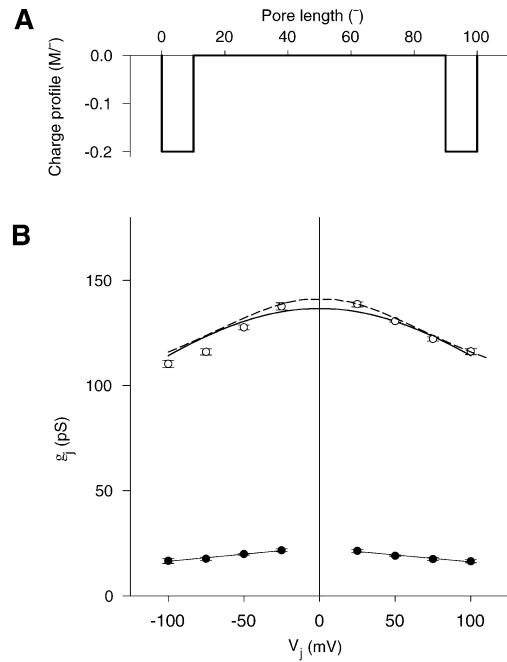 A
Pore length (¯)
0 20 40 60 80 100
Charge profile (M/¯)
0.0
-0.1
-0.2
B
150
100
50
0
gj (pS)
-100 -50 0 50 100
Vj (mV)